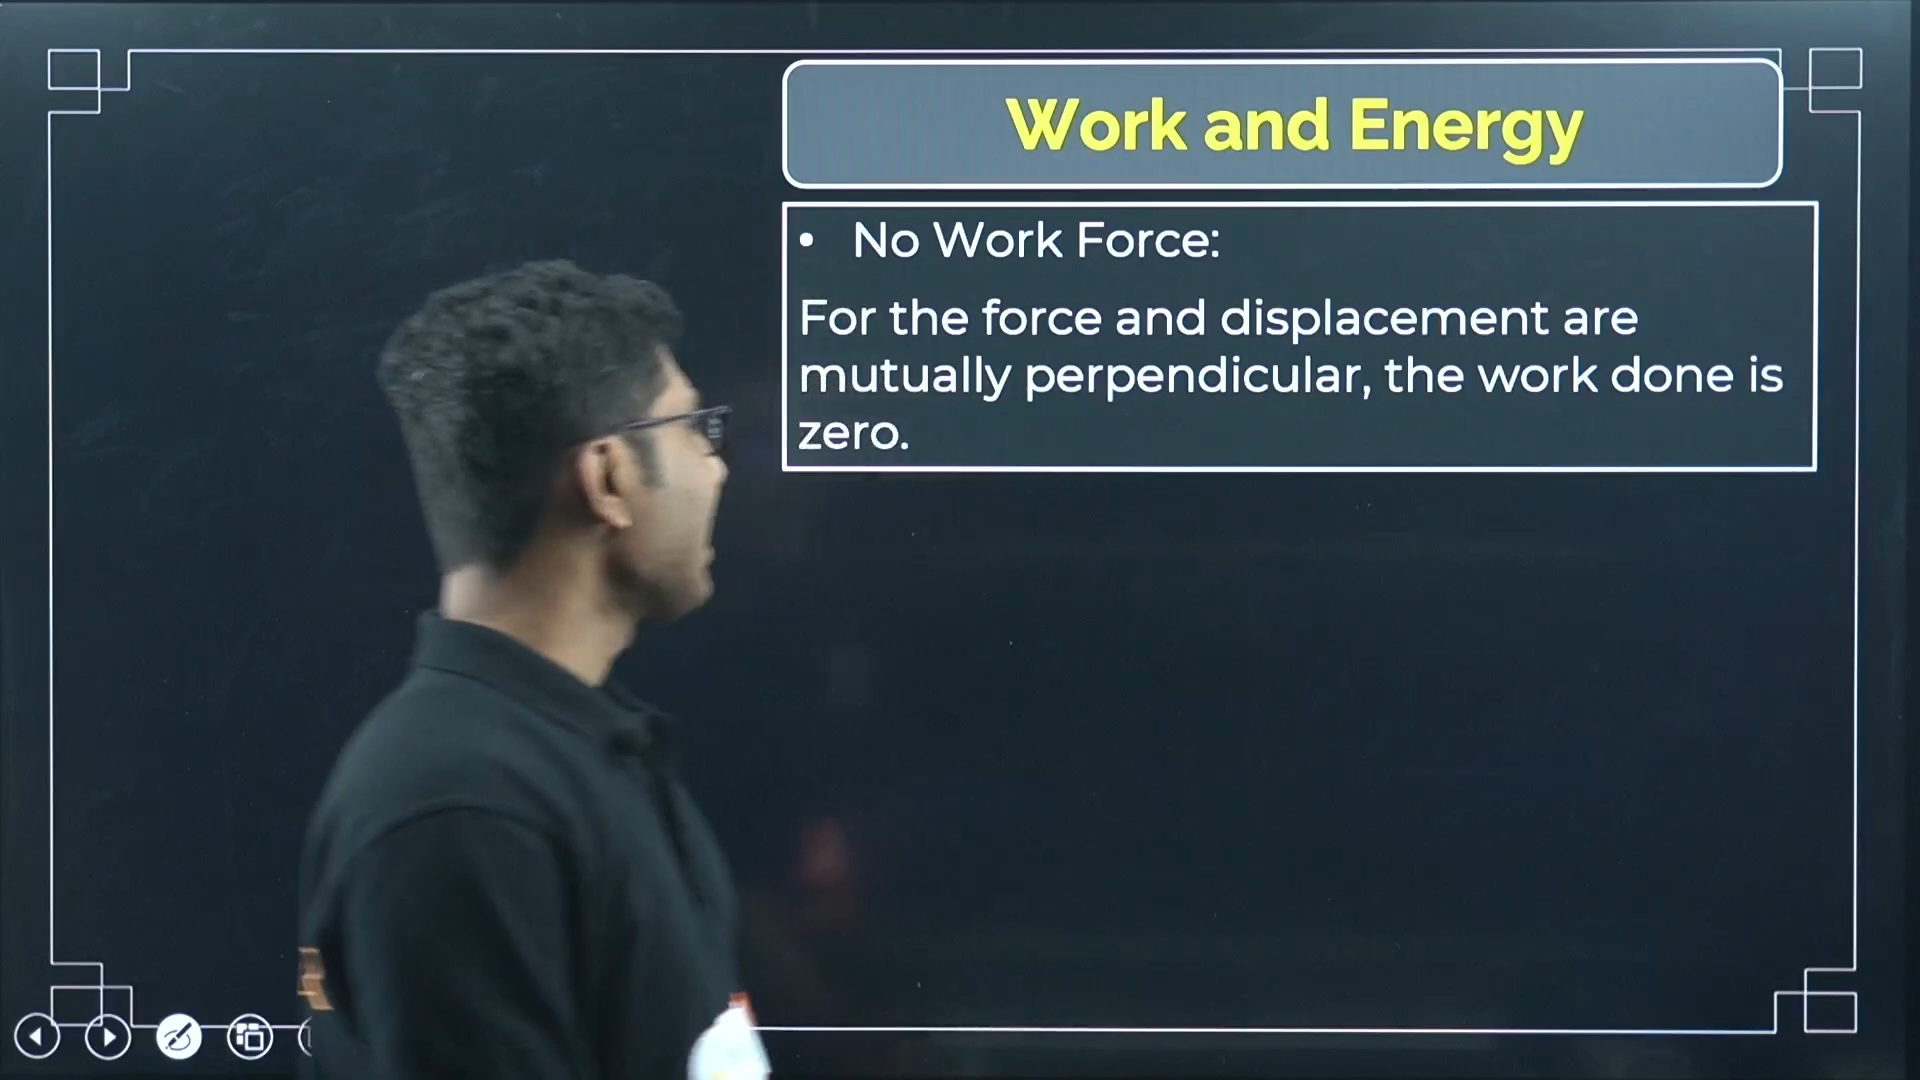 Work and Energy
• No Work Force:
For the force and displacement are
mutually perpendicular, the work done is
zero.